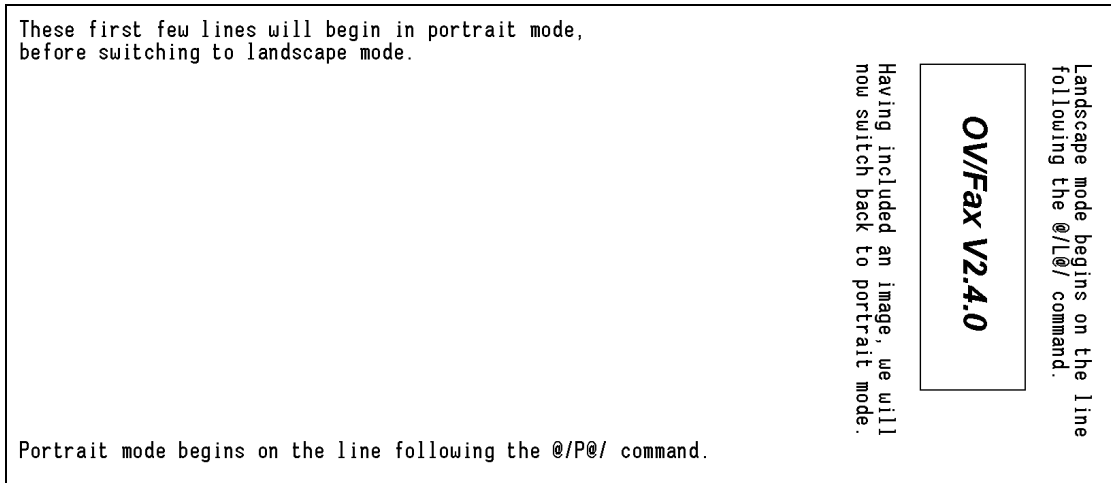 These first few lines will begin in portrait mode,
before switching to landscape mode.
Landscape mode begins on the line
following the @/L@/ command.
OV/Fax V2.4.0
Having included an image, we will
now switch back to portrait mode.
Portrait mode begins on the line following the @/P@/ command.